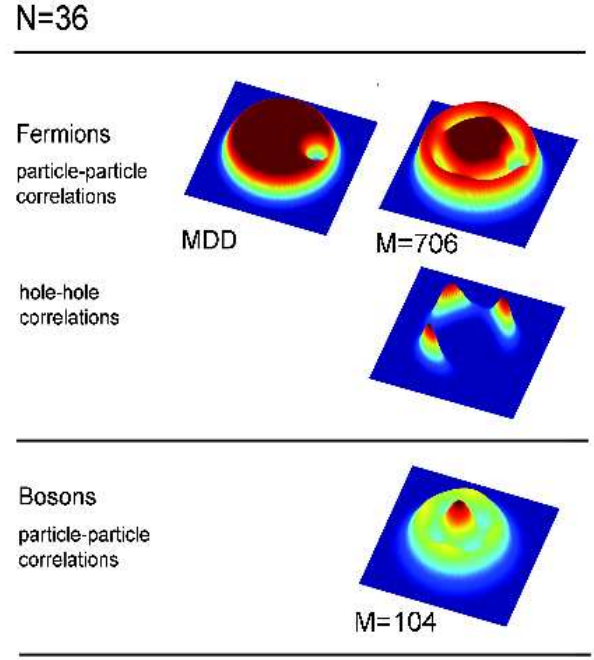 N=36
Fermions
particle-particle
correlations
MDD
M=706
hole-hole
correlations
Bosons
particle-particle
correlations
M=104